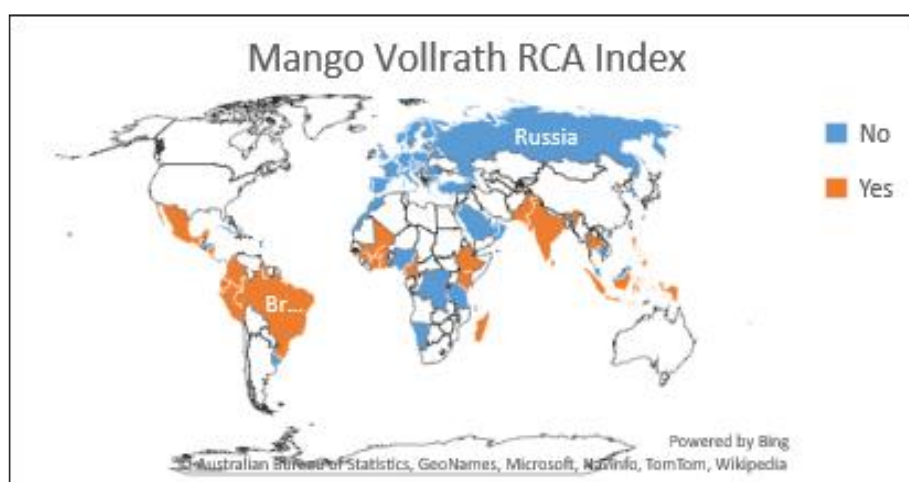 Mango Vollrath RCA Index
Russia
No
Yes
Br...
Powered by Bing
© Australian Bureau of Statistics, GeoNames, Microsoft, Navinfo, TomTom, Wikipedia